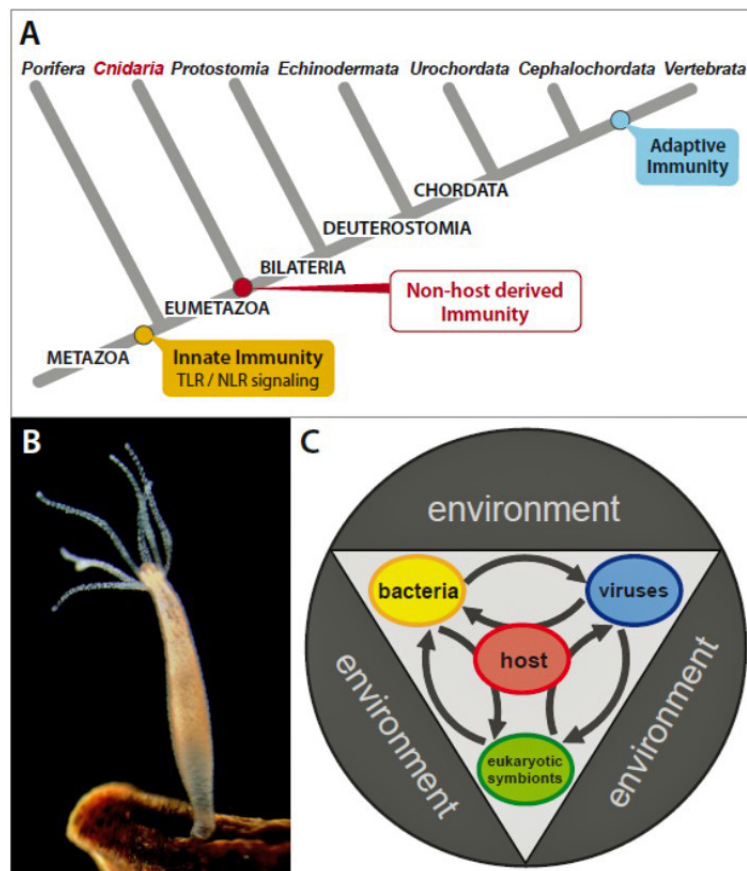 A
Porifera Cnidaria Protostomia Echinodermata Urochordata Cephalochordata Vertebrata
Adaptive
Immunity
CHORDATA
DEUTEROSTOMIA
BILATERIA
Non-host derived
Immunity
EUMETAZOA
METAZOA
Innate Immunity
TLR / NLR signaling
B
C
environment
bacteria
viruses
host
environment
environment
eukaryotic
symbionts